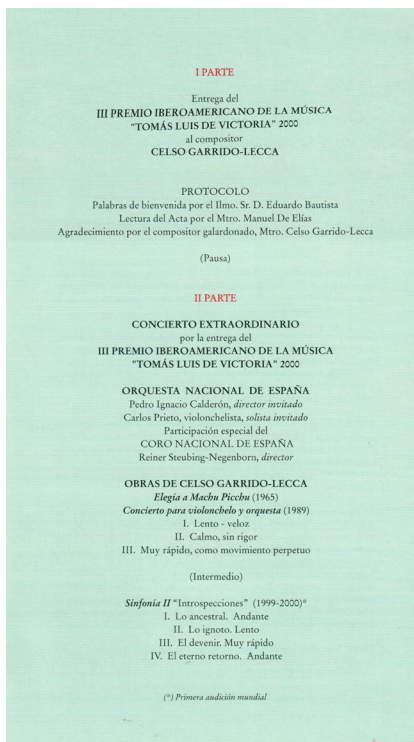 I PARTE
Entrega del
III PREMIO IBEROAMERICANO DE LA MÚSICA
"TOMÁS LUIS DE VICTORIA" 2000
al compositor
CELSO GARRIDO-LECCA
PROTOCOLO
Palabras de bienvenida por el Ilmo. Sr. D. Eduardo Bautista
Lectura del Acta por el Mtro. Manuel De Elías
Agradecimiento por el compositor galardonado, Mtro. Celso Garrido-Lecca
(Pausa)
II PARTE
CONCIERTO EXTRAORDINARIO
por la entrega del
III PREMIO IBEROAMERICANO DE LA MÚSICA
"TOMÁS LUIS DE VICTORIA" 2000
ORQUESTA NACIONAL DE ESPAÑA
Pedro Ignacio Calderón, director invitado
Carlos Prieto, violonchelista, solista invitado
Participación especial del
CORO NACIONAL DE ESPAÑA
Reiner Steubing-Negenborn, director
OBRAS DE CELSO GARRIDO-LECCA
Elegía a Machu Picchu (1965)
Concierto para violonchelo y orquesta (1989)
I. Lento - veloz
II. Calmo, sin rigor
III. Muy rápido, como movimiento perpetuo
(Intermedio)
Sinfonía II “Introspecciones” (1999-2000)*
I. Lo ancestral. Andante
II. Lo ignoto. Lento
III. El devenir. Muy rápido
IV. El eterno retorno. Andante
(*) Primera audición mundial